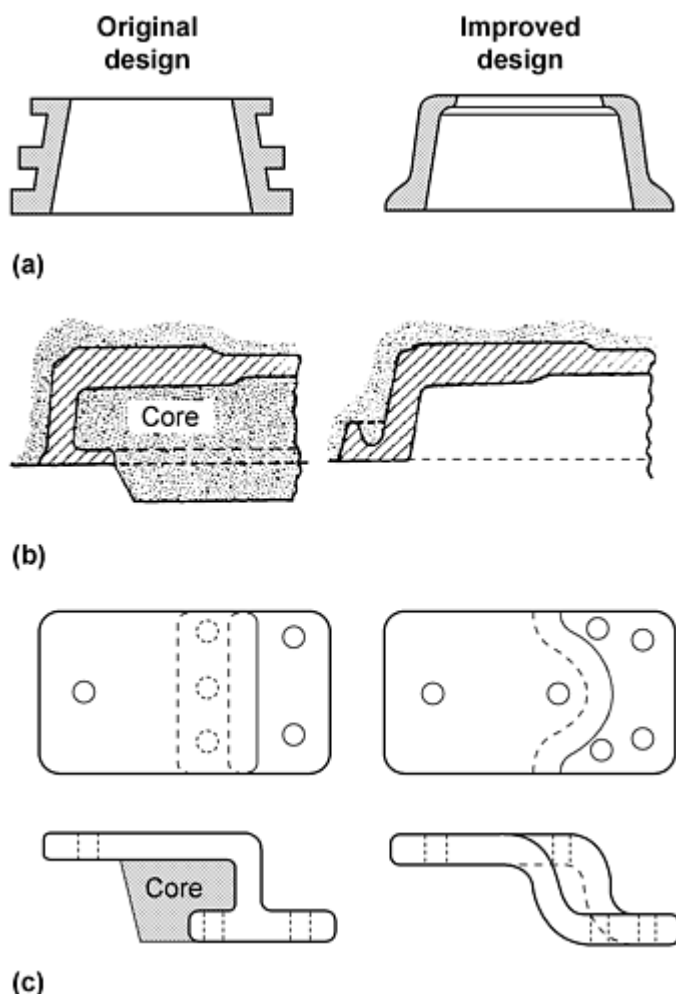 Original
design
Improved
design
(a)
Core
(b)
Core
(c)